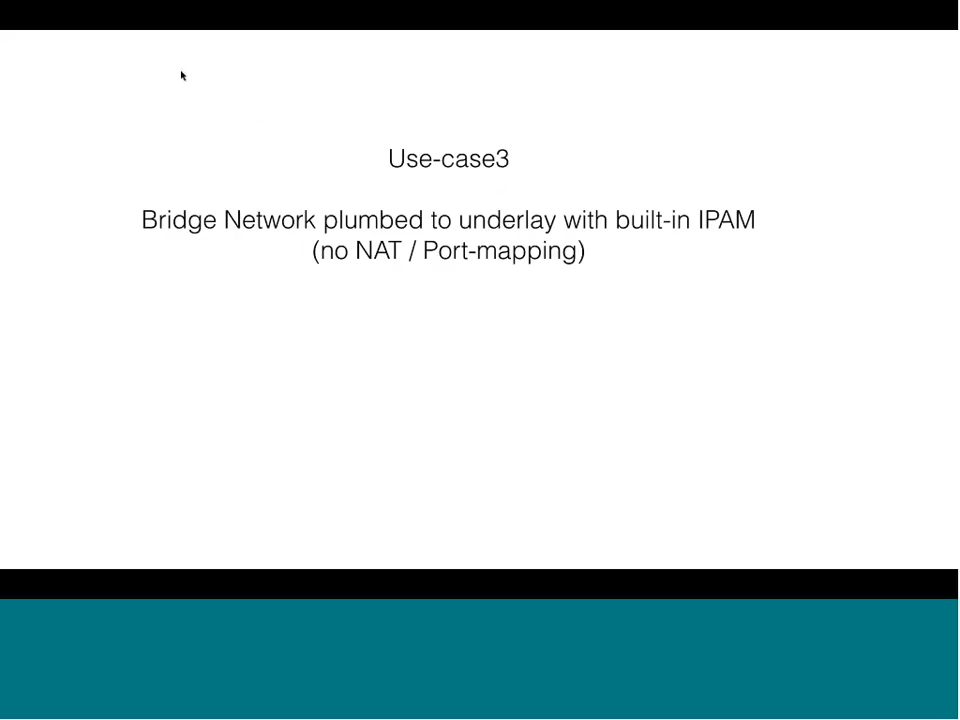 Use-case3
Bridge Network plumbed to underlay with built-in IPAM
(no NAT / Port-mapping)